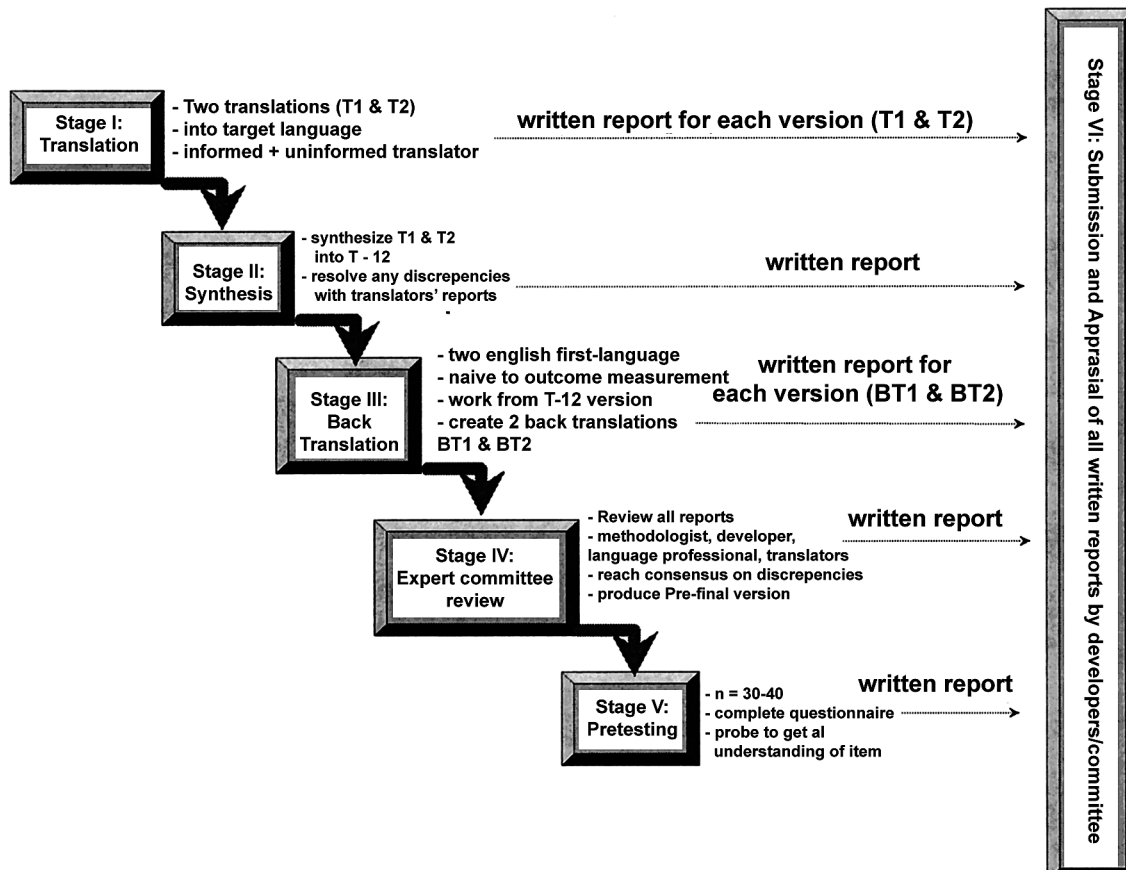 Stage I:
Translation
- Two translations (T1 & T2)
- into target language
- informed + uninformed translator
written report for each version (T1 & T2)
Stage II:
Synthesis
- synthesize T1 & T2
into T - 12
- resolve any discrepencies
with translators' reports
-
written report
Stage III:
Back
Translation
- two english first-language
- naive to outcome measurement
- work from T-12 version
- create 2 back translations
BT1 & BT2
written report for
each version (BT1 & BT2)
Stage IV:
Expert committee
review
- Review all reports
- methodologist, developer,
language professional, translators
- reach consensus on discrepencies
- produce Pre-final version
written report
Stage V:
Pretesting
- n = 30-40
- complete questionnaire
- probe to get al
understanding of item
written report
Stage VI: Submission and Apprasial of all written reports by developers/committee